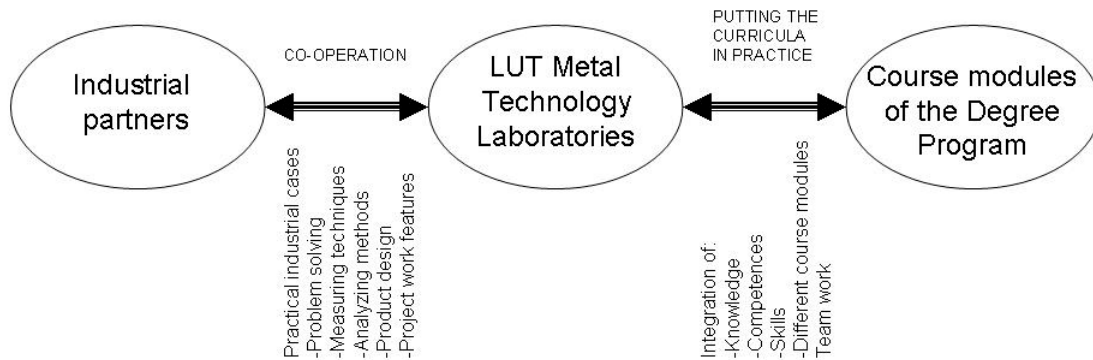 Industrial
partners
CO-OPERATION
Practical industrial cases
-Problem solving
-Measuring techniques
-Analyzing methods
-Product design
-Project work features
LUT Metal
Technology
Laboratories
PUTTING THE
CURRICULA
IN PRACTICE
Integration of:
-Knowledge
-Competences
-Skills
-Different course modules
Team work
Course modules
of the Degree
Program